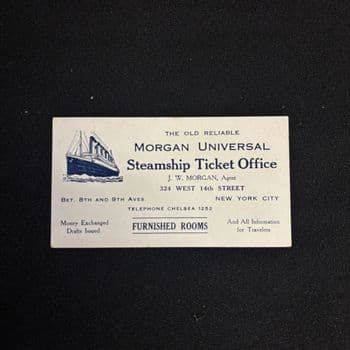 THE OLD RELIABLE
MORGAN UNIVERSAL
Steamship Ticket Office
J. W. MORGAN, Agent
324 WEST 14th STREET
BET. 8TH AND 9TH AVES. NEW YORK CITY
TELEPHONE CHELSEA 1252
Money Exchanged
Drafts Issued
FURNISHED ROOMS
And All Information
for Travelers